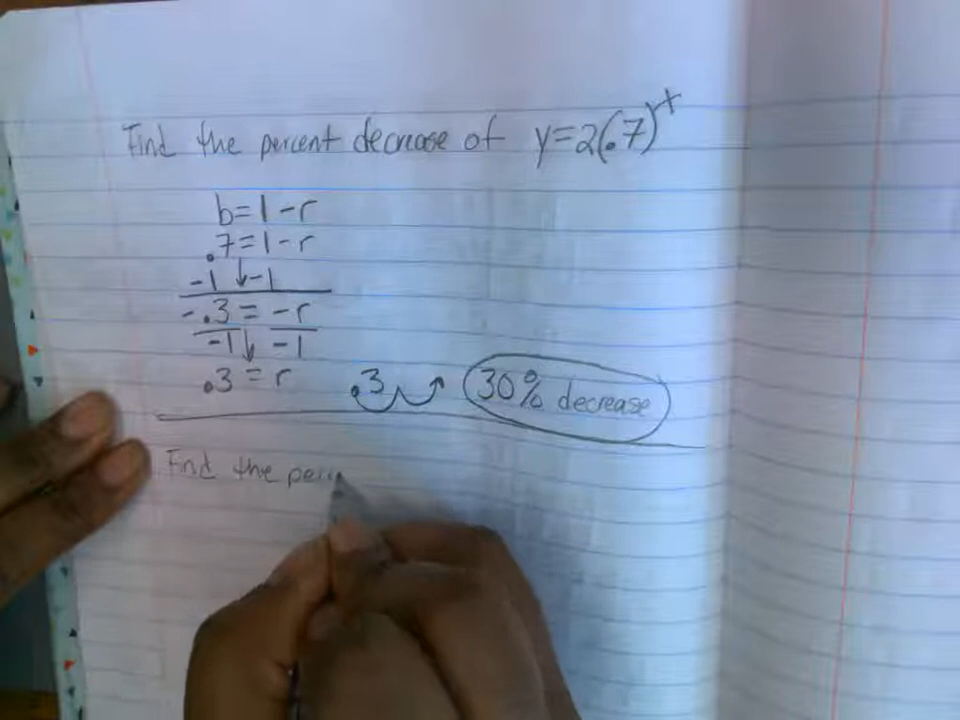 Find the percent decrease of y=2(.7)^x
b=1-r
.7=1-r
-1 ↓-1
-.3 = -r
-1 ↓ -1
.3 = r .3 30% decrease
Find the perc